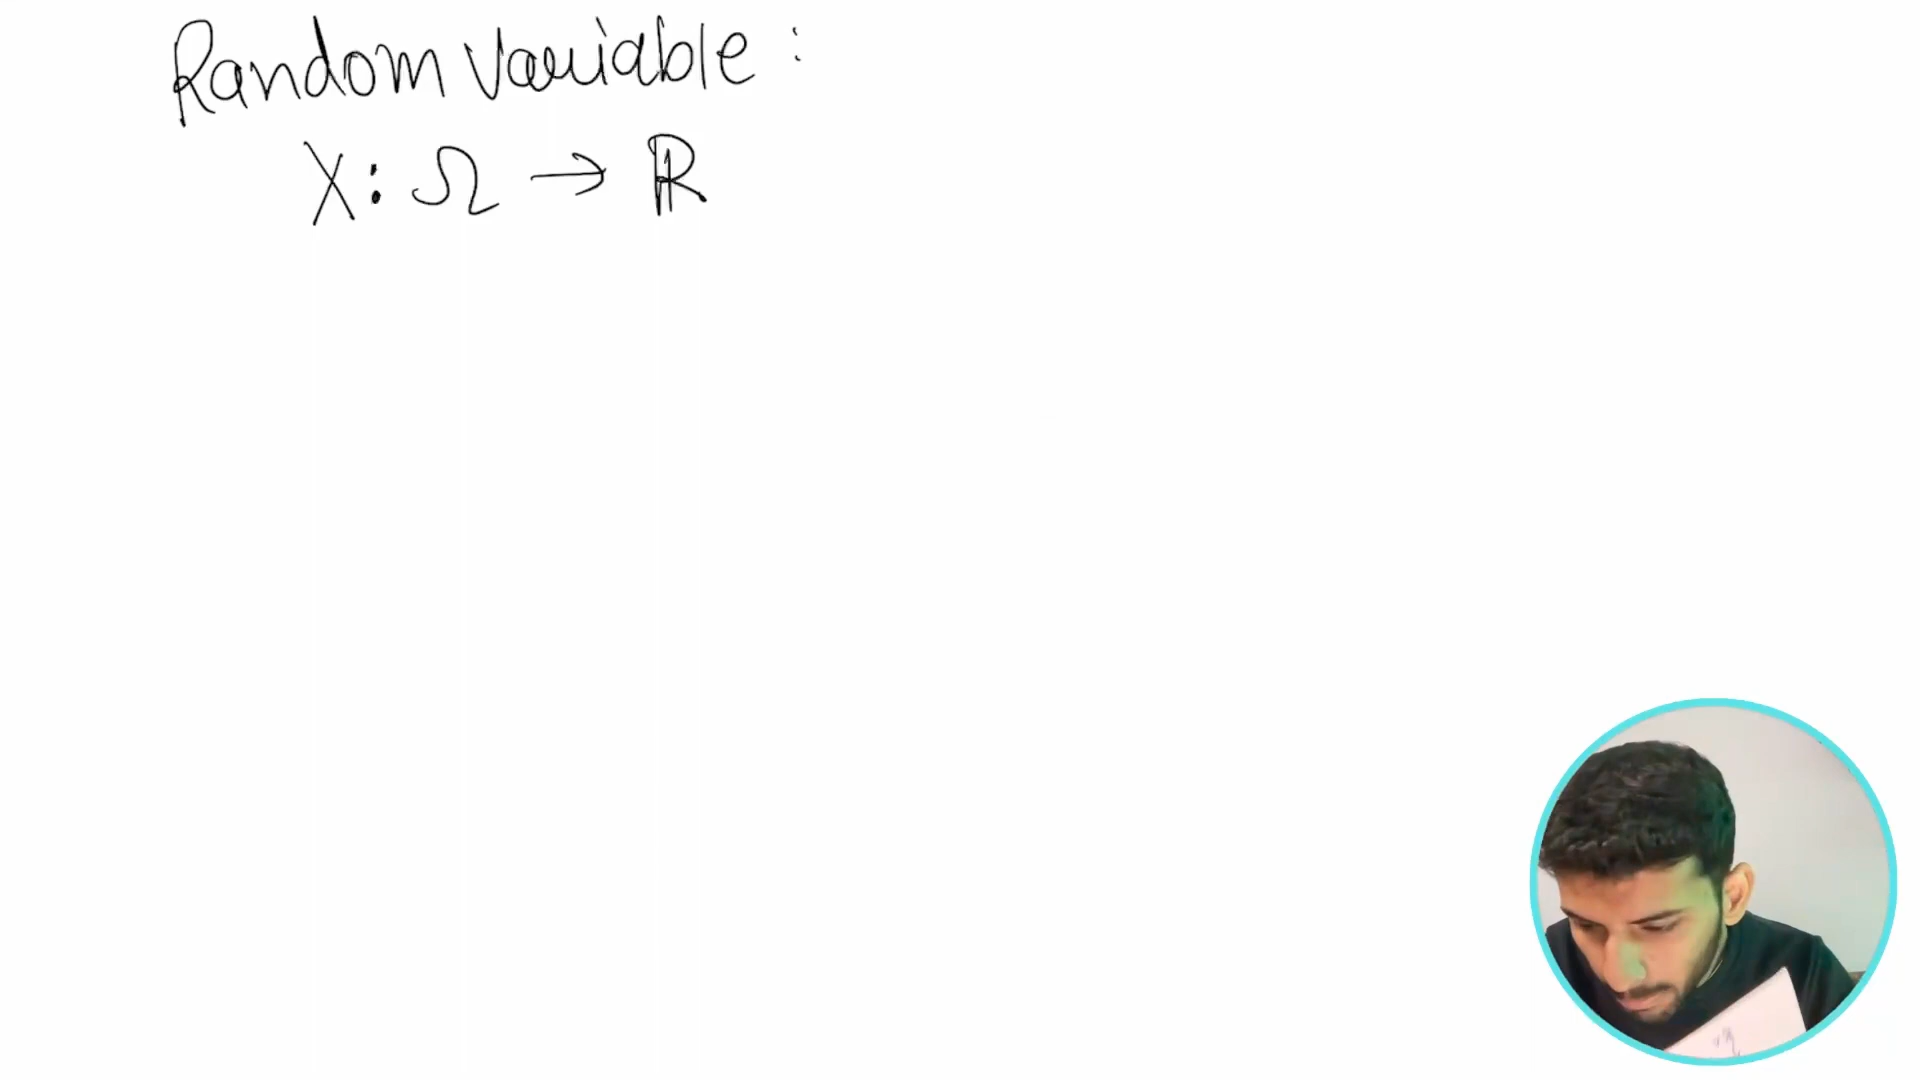 Random Variable :
X : Ω → ℝ